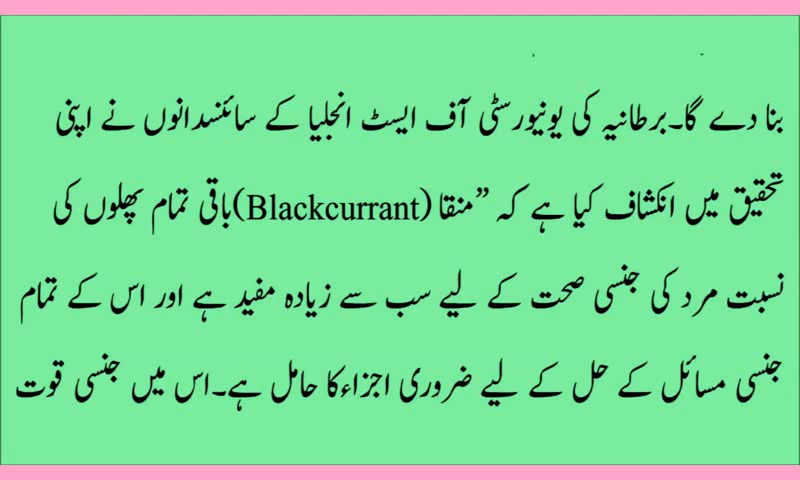 بنا دے گا۔برطانیہ کی یونیورسٹی آف ایسٹ انجلیا کے سائنسدانوں نے اپنی
تحقیق میں انکشاف کیا ہے کہ ”منقا (Blackcurrant)باقی تمام پھلوں کی
نسبت مرد کی جنسی صحت کے لیے سب سے زیادہ مفید ہے اور اس کے تمام
جنسی مسائل کے حل کے لیے ضروری اجزاءکا حامل ہے۔اس میں جنسی قوت